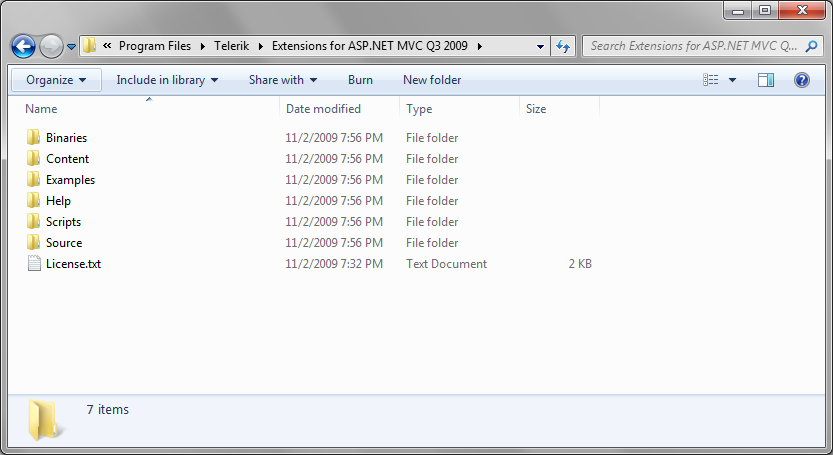 « Program Files Telerik Extensions for ASP.NET MVC Q3 2009 Search Extensions for ASP.NET MVC Q...
Organize Include in library Share with Burn New folder
Name Date modified Type Size
Binaries 11/2/2009 7:56 PM File folder
Content 11/2/2009 7:56 PM File folder
Examples 11/2/2009 7:56 PM File folder
Help 11/2/2009 7:56 PM File folder
Scripts 11/2/2009 7:56 PM File folder
Source 11/2/2009 7:56 PM File folder
License.txt 11/2/2009 7:32 PM Text Document 2 KB
7 items